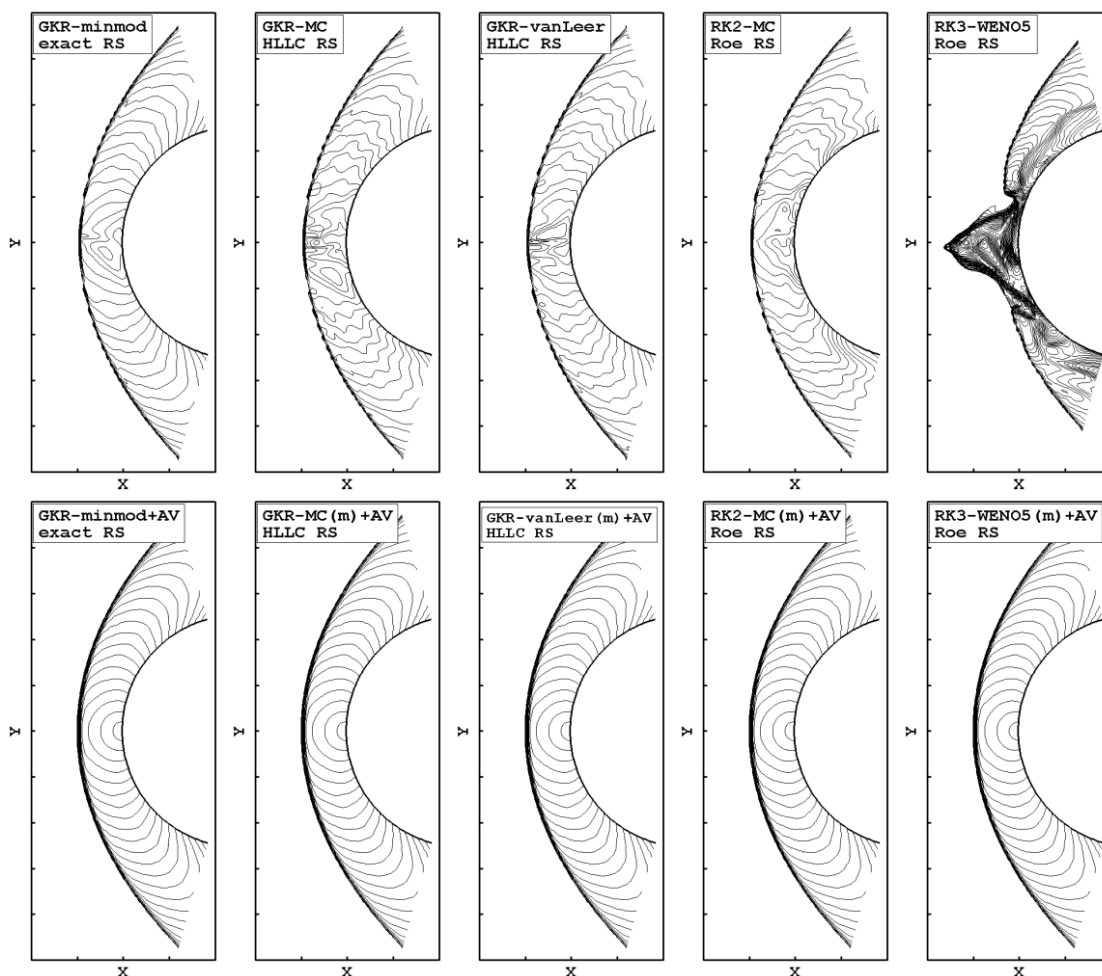 GKR-minmod
exact RS
GKR-MC
HLLC RS
GKR-vanLeer
HLLC RS
RK2-MC
Roe RS
RK3-WENO5
Roe RS
Y
Y
Y
Y
Y
X
X
X
X
X
GKR-minmod+AV
exact RS
GKR-MC(m)+AV
HLLC RS
GKR-vanLeer(m)+AV
HLLC RS
RK2-MC(m)+AV
Roe RS
RK3-WENO5(m)+AV
Roe RS
Y
Y
Y
Y
Y
X
X
X
X
X